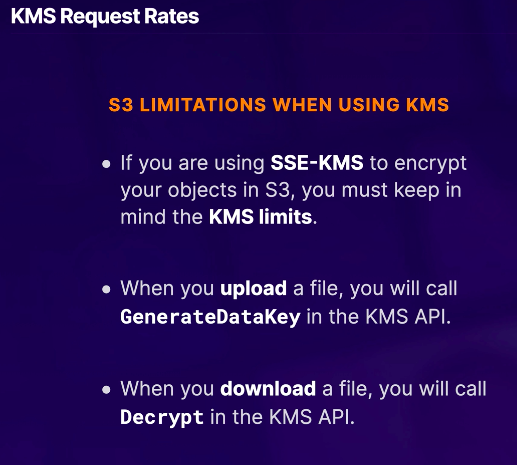 KMS Request Rates
S3 LIMITATIONS WHEN USING KMS
• If you are using SSE-KMS to encrypt
your objects in S3, you must keep in
mind the KMS limits.
• When you upload a file, you will call
GenerateDataKey in the KMS API.
• When you download a file, you will call
Decrypt in the KMS API.